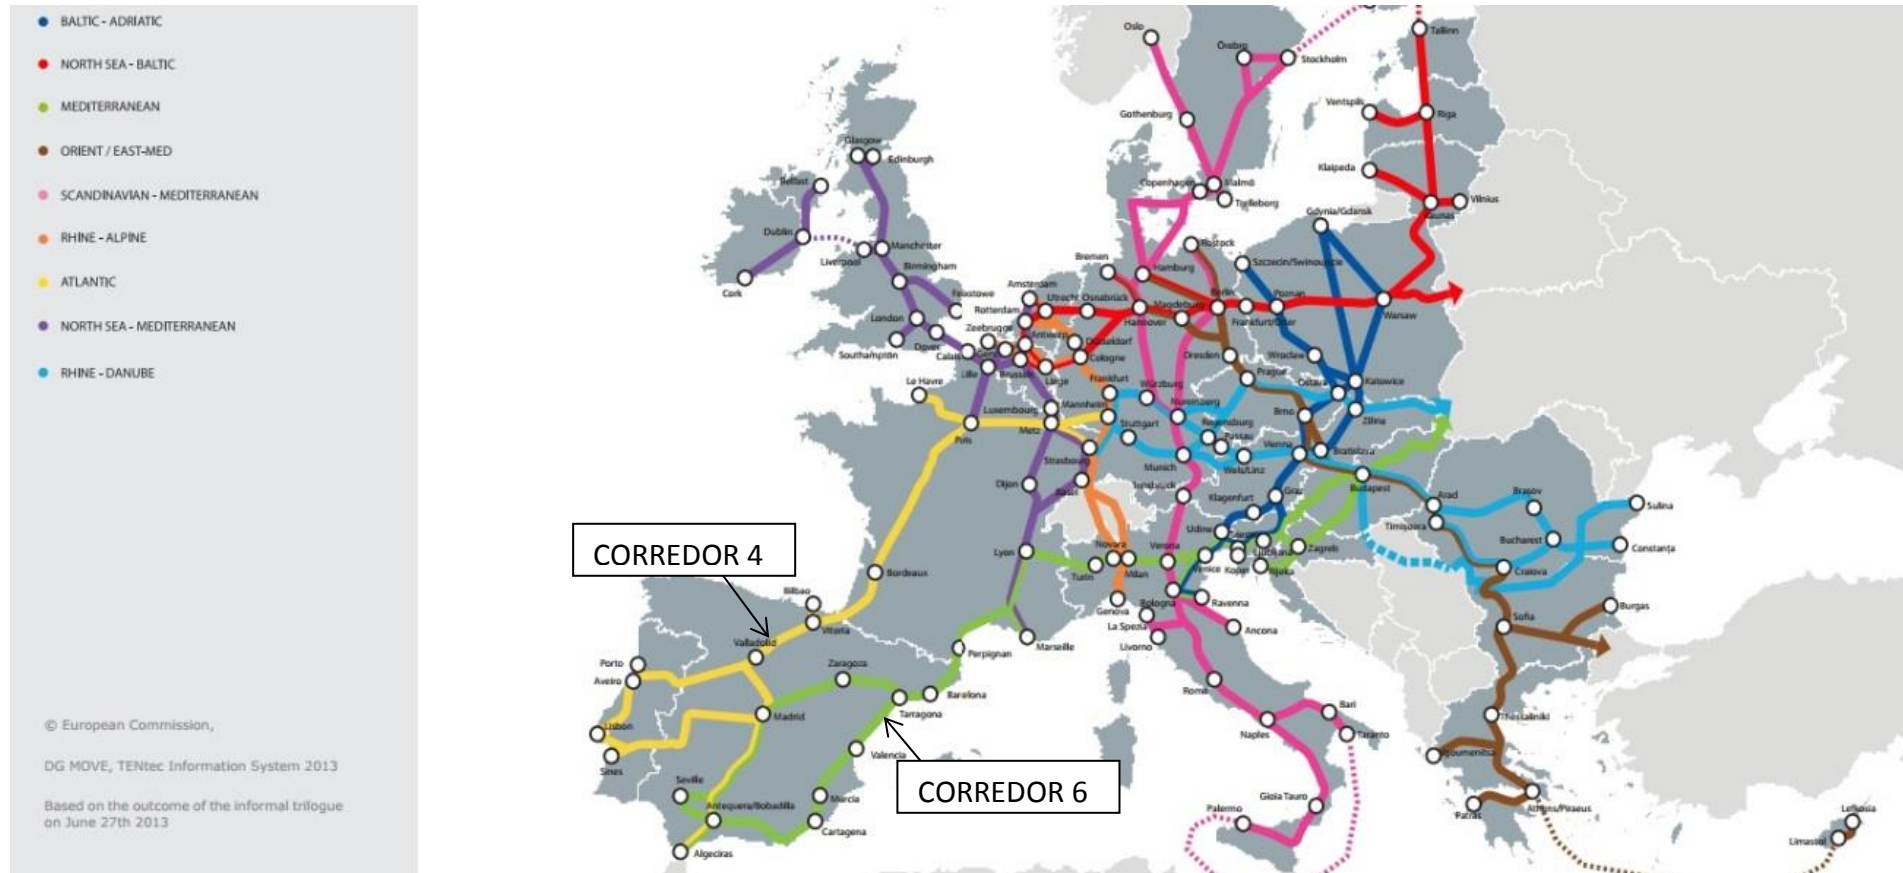 BALTIC - ADRIATIC
NORTH SEA - BALTIC
MEDITERRANEAN
ORIENT / EAST-MED
SCANDINAVIAN - MEDITERRANEAN
RHINE - ALPINE
ATLANTIC
NORTH SEA - MEDITERRANEAN
RHINE - DANUBE
© European Commission,
DG MOVE, TENtec Information System 2013
Based on the outcome of the informal trilogue
on June 27th 2013
Oslo
Örebro
Stockholm
Tallinn
Gothenburg
Ventspils
Riga
Klaipeda
Vilnius
Kaunas
Glasgow
Edinburgh
Belfast
Copenhagen
Malmö
Trelleborg
Gdynia/Gdansk
Dublin
Liverpool
Manchester
Cork
Birmingham
Felixstowe
London
Southampton
Dover
Calais
Bremen
Hamburg
Rostock
Szczecin/Swinoujscie
Amsterdam
Rotterdam
Utrecht
Osnabrück
Hannover
Magdeburg
Berlin
Frankfurt/Oder
Poznan
Warsaw
Zeebrugge
Gent
Antwerp
Düsseldorf
Cologne
Lille
Brussels
Liège
Dresden
Wroclaw
Katowice
Ostava
Prague
Le Havre
Paris
Luxembourg
Metz
Mannheim
Frankfurt
Würzburg
Nuremberg
Stuttgart
Regensburg
Passau
Wels/Linz
Brno
Zilina
Vienna
Bratislava
Strasbourg
Munich
Dijon
Basel
Innsbruck
Klagenfurt
Graz
Budapest
Arad
Brasov
Sulina
Timişoara
Bucharest
Constanţa
Craiova
CORREDOR 4
Lyon
Novara
Turin
Milan
Verona
Udine
Venice
Koper
Ljubljana
Zagreb
Rijeka
Bordeaux
Bilbao
Vitoria
Genova
Bologna
Ravenna
La Spezia
Ancona
Livorno
Sofia
Burgas
Valladolid
Marseille
Perpignan
Porto
Aveiro
Zaragoza
Barelona
Tarragona
Rome
Madrid
Lisbon
Sines
Valencia
Bari
Naples
Taranto
Thessaliniki
Igoumenitsa
CORREDOR 6
Seville
Murcia
Antequera/Bobadilla
Cartagena
Algeciras
Gioia Tauro
Palermo
Patras
Athens/Piraeus
Lefkosia
Limassol